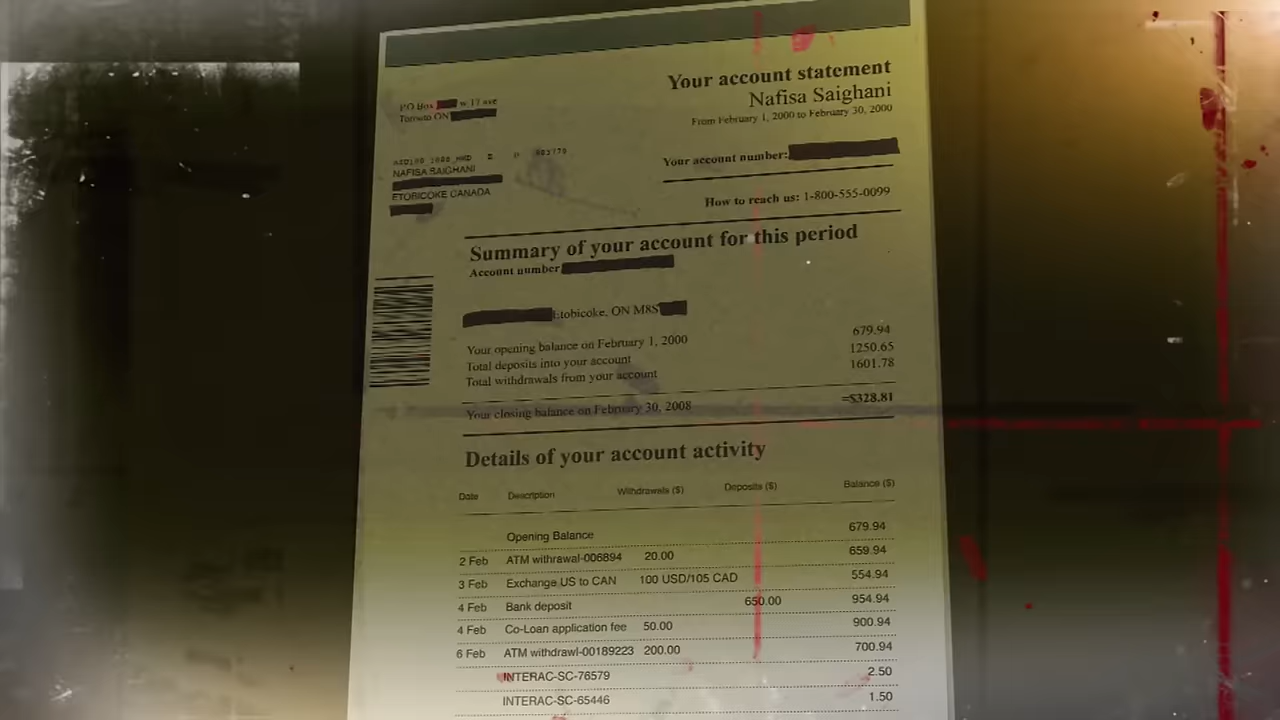 Your account statement
Nafisa Saighani
From February 1, 2000 to February 30, 2000
P.O Box w. 17 ave
Toronto ON
Your account number:
NAFISA SAIGHANI
ETOBICOKE CANADA
How to reach us: 1-800-555-0099
Summary of your account for this period
Account number
Etobicoke, ON M8S
Your opening balance on February 1, 2000 679.94
Total deposits into your account 1250.65
Total withdrawals from your account 1601.78
Your closing balance on February 30, 2008 =$328.81
Details of your account activity
Date Description Withdrawals ($) Deposits ($) Balance ($)
Opening Balance 679.94
2 Feb ATM withrawal-006894 20.00 659.94
3 Feb Exchange US to CAN 100 USD/105 CAD 554.94
4 Feb Bank deposit 650.00 954.94
4 Feb Co-Loan application fee 50.00 900.94
6 Feb ATM withdrawl-00189223 200.00 700.94
INTERAC-SC-76579 2.50
INTERAC-SC-65446 1.50